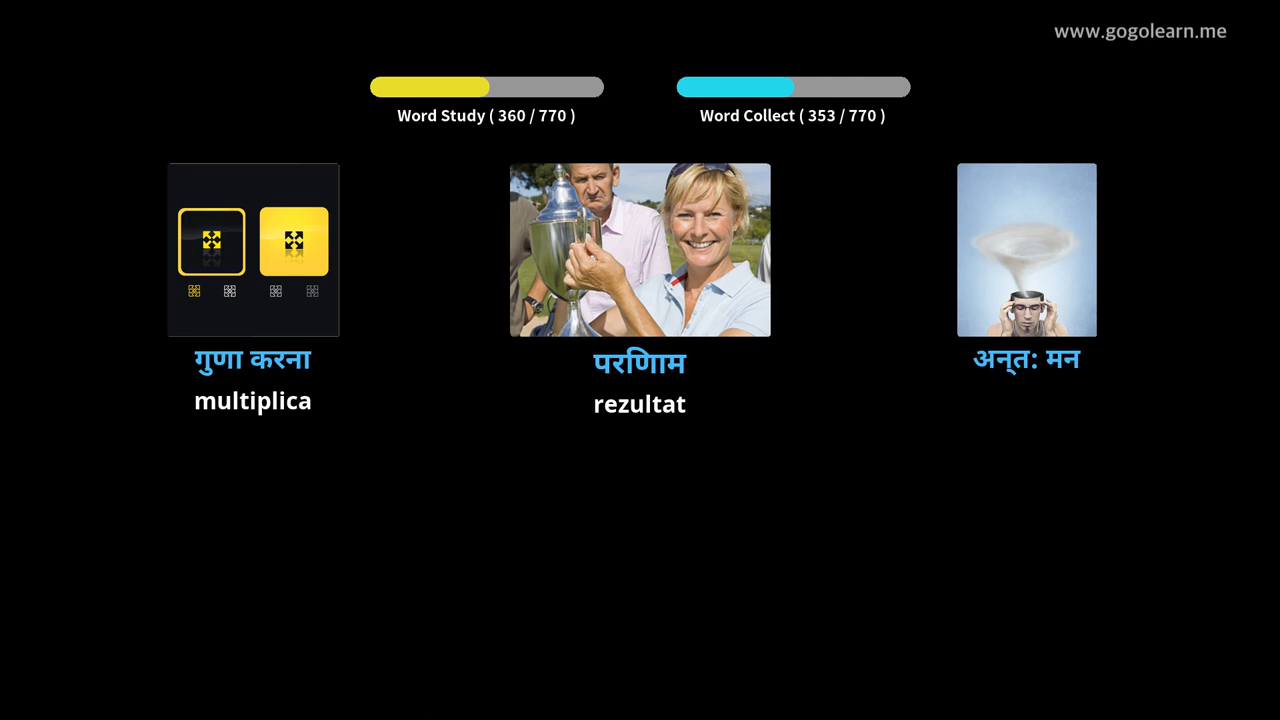 www.gogolearn.me
Word Study ( 360 / 770 )
Word Collect ( 353 / 770 )
गुणा करना
multiplica
परिणाम
rezultat
अन्त: मन